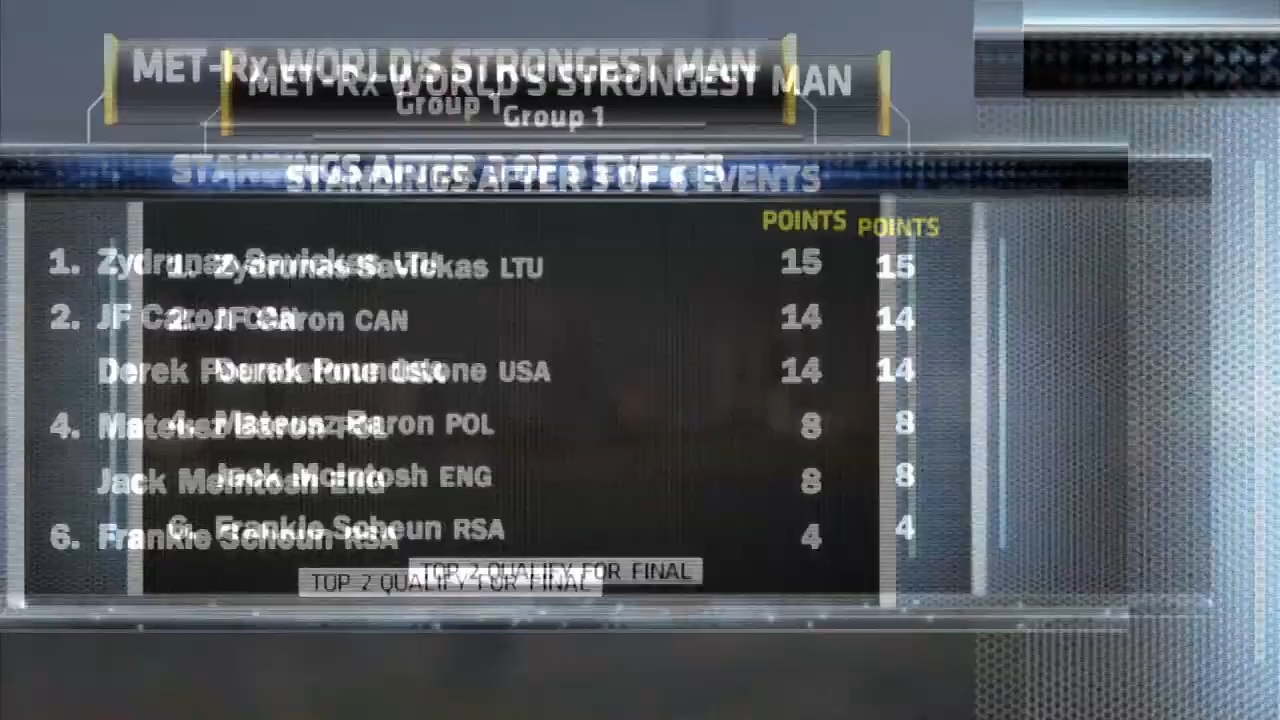 MET-Rx WORLD'S STRONGEST MAN
Group 1
STANDINGS AFTER 3 OF 6 EVENTS
POINTS
1. Zydrunas Savickas LTU 15
2. JF Caron CAN 14
Derek Poundstone USA 14
4. Mateusz Baron POL 8
Jack McIntosh ENG 8
6. Frankie Scheun RSA 4
TOP 2 QUALIFY FOR FINAL